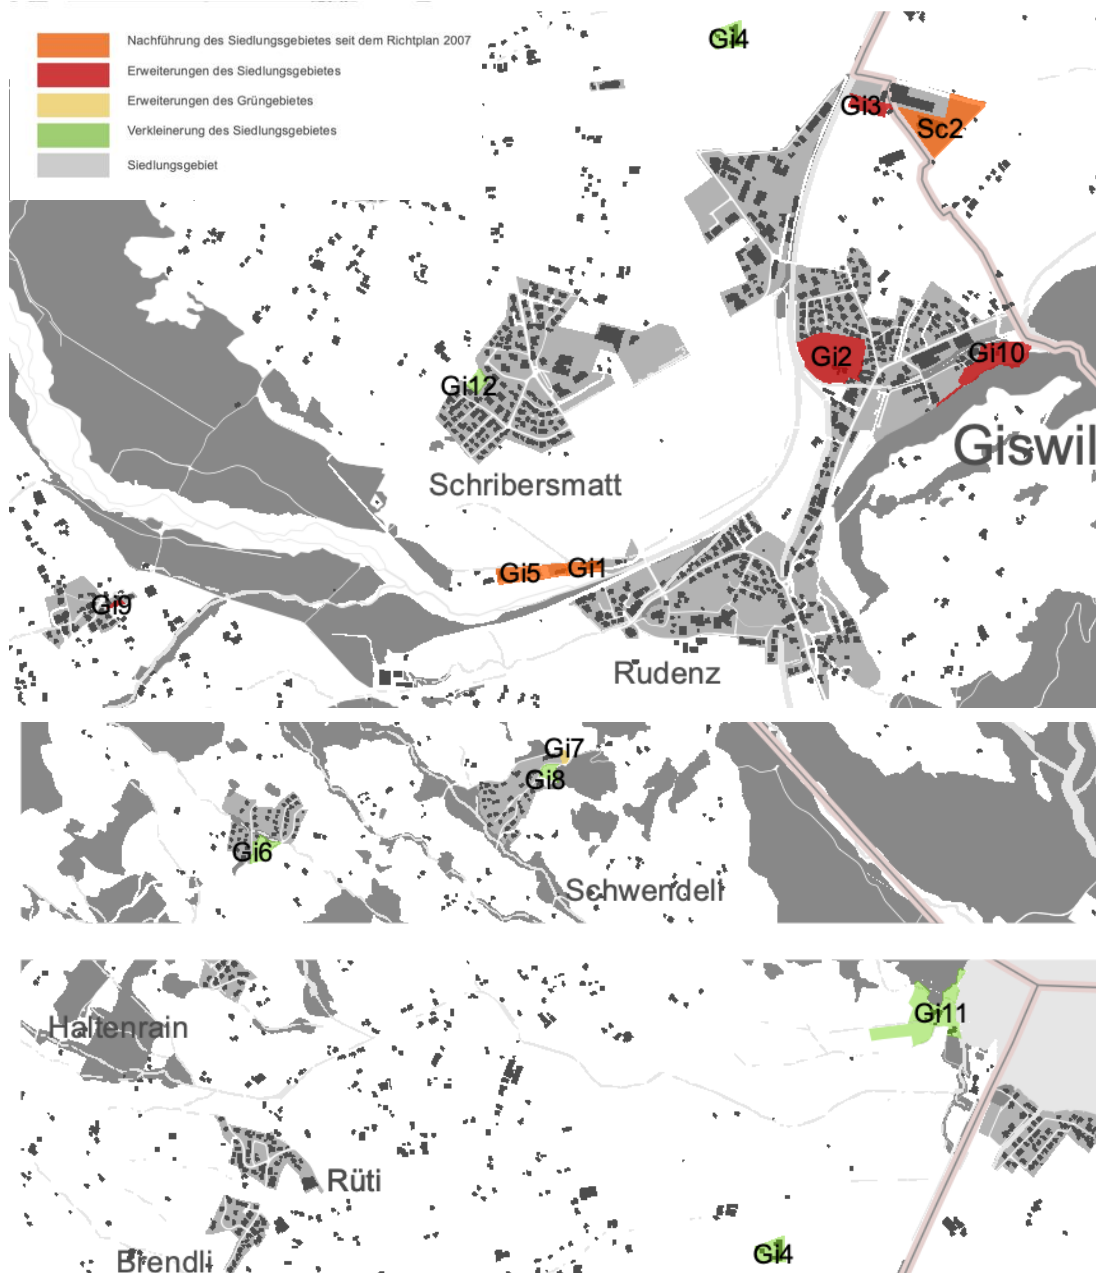 Nachführung des Siedlungsgebietes seit dem Richtplan 2007
Erweiterungen des Siedlungsgebietes
Erweiterungen des Grüngebietes
Verkleinerung des Siedlungsgebietes
Siedlungsgebiet
Gi4
Gi3
Sc2
Gi2
Gi10
Gi12
Giswil
Schribersmatt
Gi5
Gi1
Gi9
Rudenz
Gi7
Gi8
Gi6
Schwendeli
Gi11
Haltenrain
Rüti
Gi4
Brendli